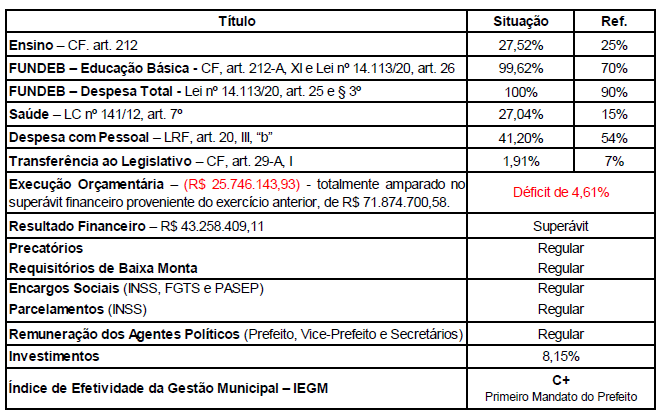 Título Situação Ref.
Ensino – CF. art. 212 27,52% 25%
FUNDEB – Educação Básica - CF, art. 212-A, XI e Lei nº 14.113/20, art. 26 99,62% 70%
FUNDEB – Despesa Total - Lei nº 14.113/20, art. 25 e § 3º 100% 90%
Saúde – LC nº 141/12, art. 7º 27,04% 15%
Despesa com Pessoal – LRF, art. 20, III, “b” 41,20% 54%
Transferência ao Legislativo – CF, art. 29-A, I 1,91% 7%
Execução Orçamentária – (R$ 25.746.143,93) - totalmente amparado no
superávit financeiro proveniente do exercício anterior, de R$ 71.874.700,58.
Déficit de 4,61%
Resultado Financeiro – R$ 43.258.409,11 Superávit
Precatórios Regular
Requisitórios de Baixa Monta Regular
Encargos Sociais (INSS, FGTS e PASEP) Regular
Parcelamentos (INSS) Regular
Remuneração dos Agentes Políticos (Prefeito, Vice-Prefeito e Secretários) Regular
Investimentos 8,15%
Índice de Efetividade da Gestão Municipal – IEGM
C+
Primeiro Mandato do Prefeito